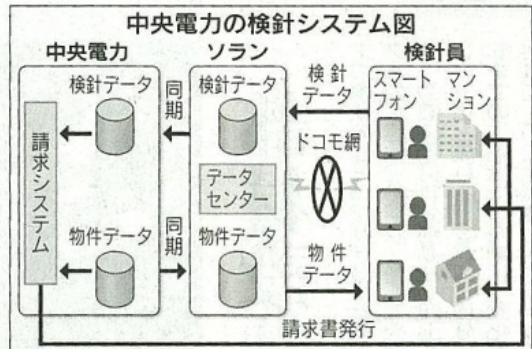 中央電力の検針システム図
中央電力
ソラン
検針員
検針データ
同期
検針データ
検針
データ
スマート
フォン
マン
ション
請求システム
データ
センター
ドコモ網
物件データ
同期
物件データ
物件
データ
請求書発行